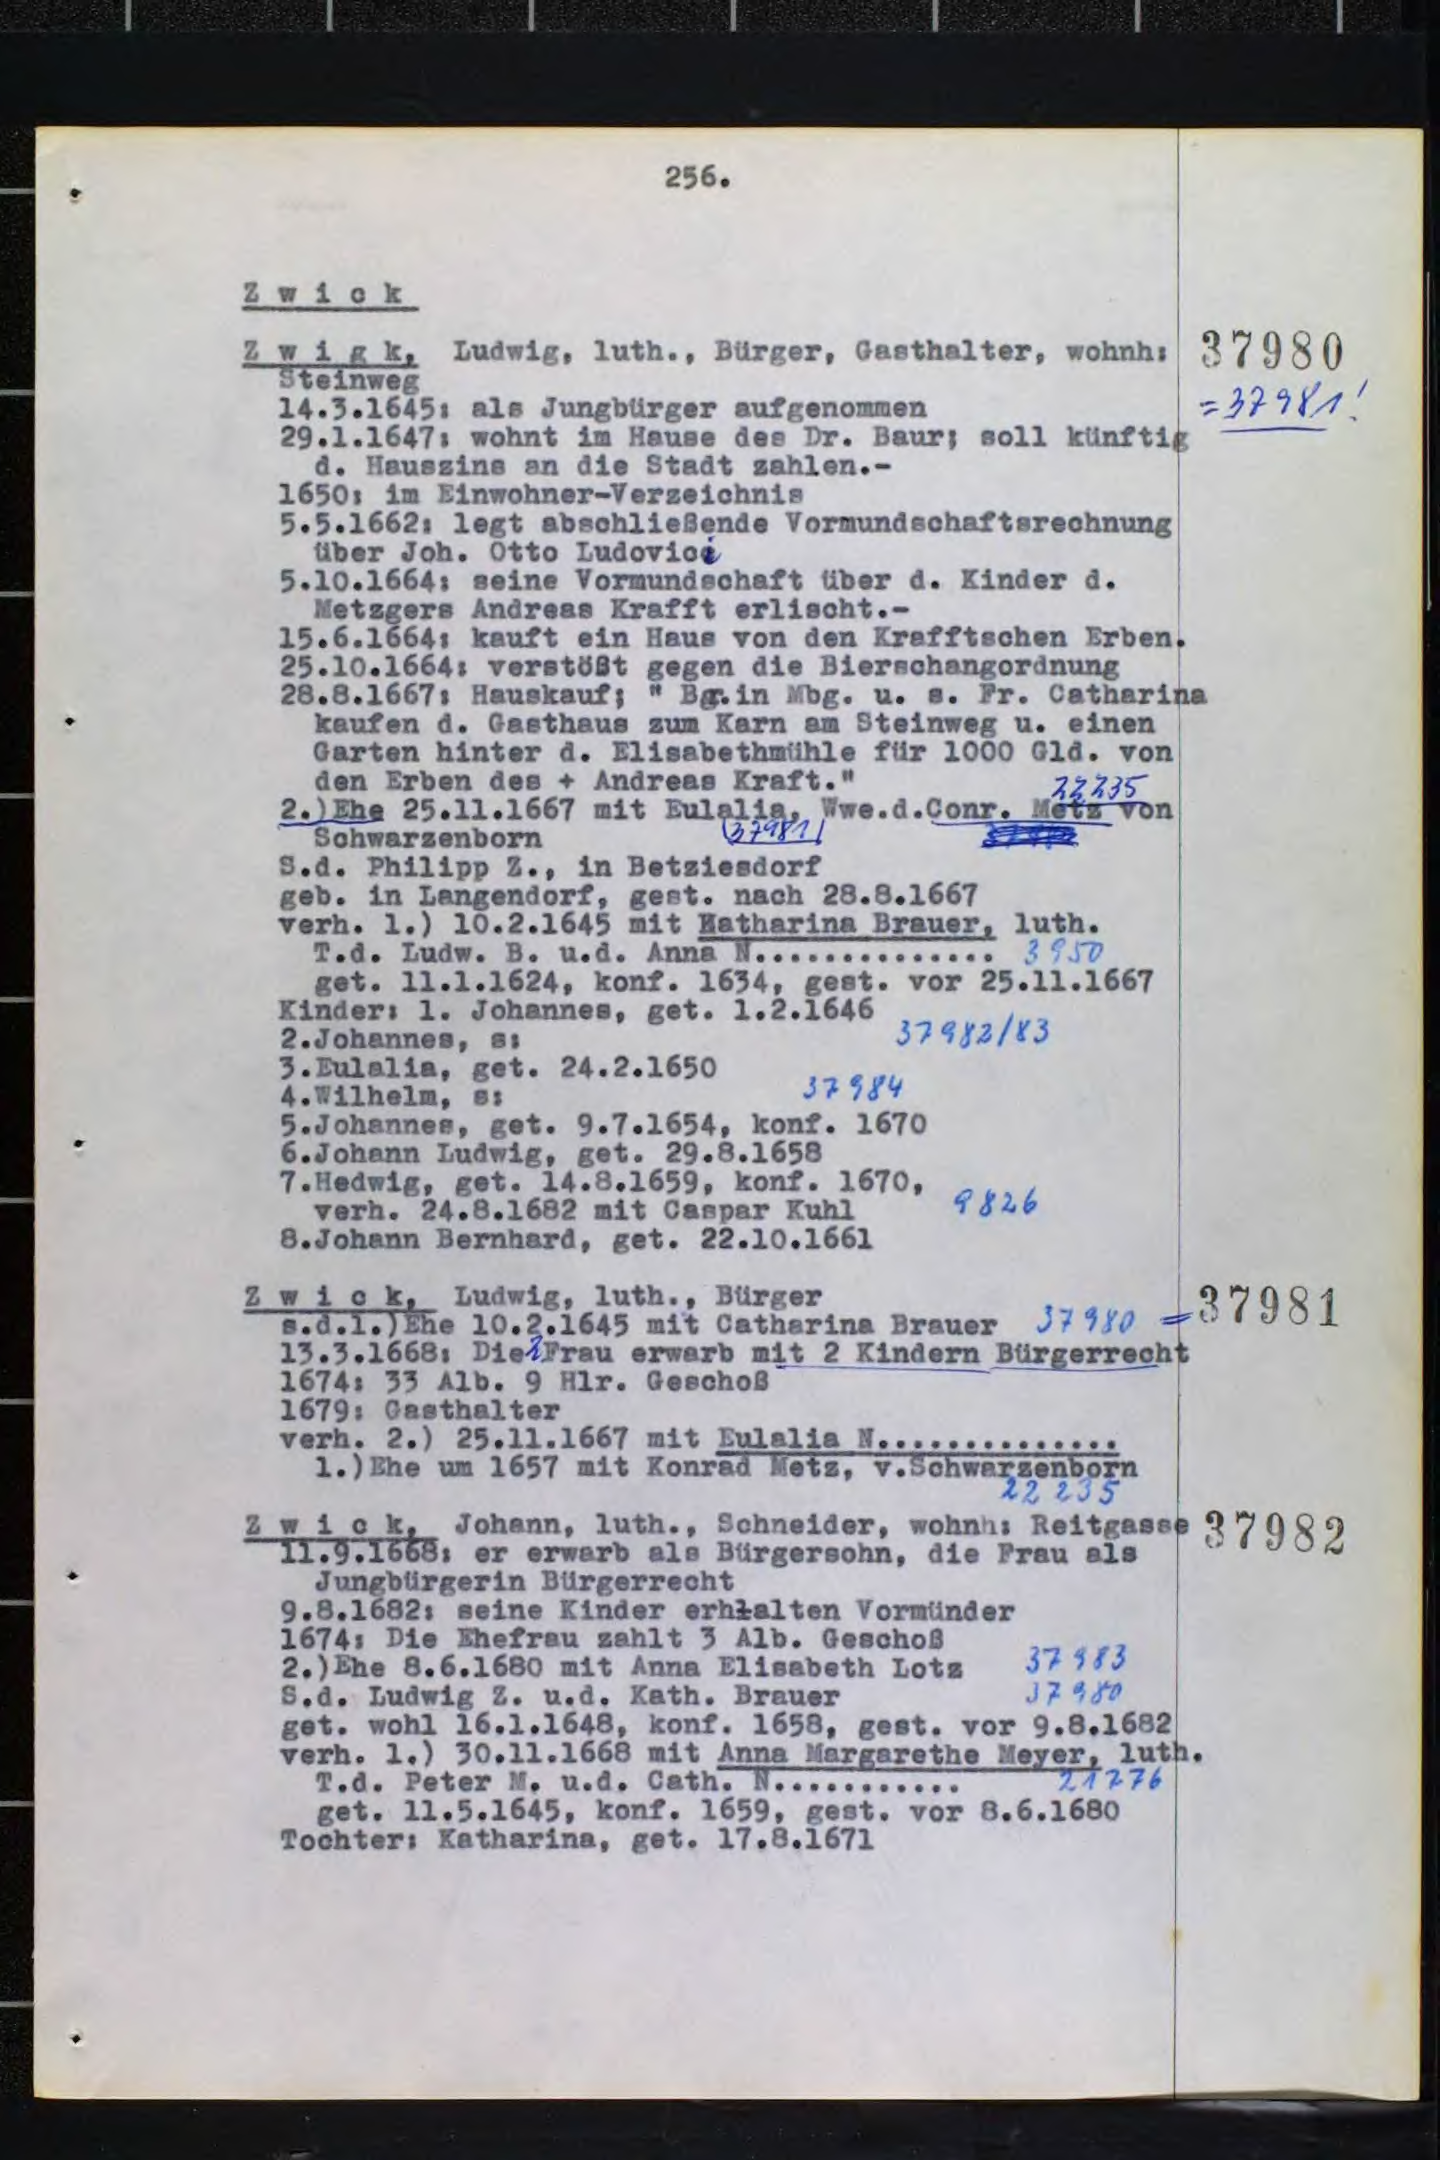 256.
Z w i c k
Z w i g k, Ludwig, luth., Bürger, Gasthalter, wohnh: 37980
Steinweg
= 37981!
14.3.1645: als Jungbürger aufgenommen
29.1.1647: wohnt im Hause des Dr. Baur; soll künftig
d. Hauszins an die Stadt zahlen.-
1650: im Einwohner-Verzeichnis
5.5.1662: legt abschließende Vormundschaftsrechnung
über Joh. Otto Ludovici
5.10.1664: seine Vormundschaft über d. Kinder d.
Metzgers Andreas Krafft erlischt.-
15.6.1664: kauft ein Haus von den Krafftschen Erben.
25.10.1664: verstößt gegen die Bierschangordnung
28.8.1667: Hauskauf; " Bgr.in Mbg. u. s. Fr. Catharina
kaufen d. Gasthaus zum Karn am Steinweg u. einen
Garten hinter d. Elisabethmühle für 1000 Gld. von
den Erben des + Andreas Kraft."
22235
2.)Ehe 25.11.1667 mit Eulalia, Wwe.d.Conr. Metz von
Schwarzenborn (37981)
S.d. Philipp Z., in Betziesdorf
geb. in Langendorf, gest. nach 28.8.1667
verh. 1.) 10.2.1645 mit Katharina Brauer, luth.
T.d. Ludw. B. u.d. Anna N.............. 3950
get. 11.1.1624, konf. 1634, gest. vor 25.11.1667
Kinder: 1. Johannes, get. 1.2.1646
2.Johannes, s: 37982/83
3.Eulalia, get. 24.2.1650
4.Wilhelm, s: 37984
5.Johannes, get. 9.7.1654, konf. 1670
6.Johann Ludwig, get. 29.8.1658
7.Hedwig, get. 14.8.1659, konf. 1670,
verh. 24.8.1682 mit Caspar Kuhl 9826
8.Johann Bernhard, get. 22.10.1661
Z w i c k, Ludwig, luth., Bürger 37981
s.d.1.)Ehe 10.2.1645 mit Catharina Brauer 37980 =
13.3.1668: Die 2 Frau erwarb mit 2 Kindern Bürgerrecht
1674: 33 Alb. 9 Hlr. Geschoß
1679: Gasthalter
verh. 2.) 25.11.1667 mit Eulalia N..............
1.)Ehe um 1657 mit Konrad Metz, v.Schwarzenborn
22235
Z w i c k, Johann, luth., Schneider, wohnh: Reitgasse 37982
11.9.1668: er erwarb als Bürgersohn, die Frau als
Jungbürgerin Bürgerrecht
9.8.1682: seine Kinder erhalten Vormünder
1674: Die Ehefrau zahlt 3 Alb. Geschoß
2.)Ehe 8.6.1680 mit Anna Elisabeth Lotz 37983
S.d. Ludwig Z. u.d. Kath. Brauer 37980
get. wohl 16.1.1648, konf. 1658, gest. vor 9.8.1682
verh. 1.) 30.11.1668 mit Anna Margarethe Meyer, luth.
T.d. Peter M. u.d. Cath. N........... 21276
get. 11.5.1645, konf. 1659, gest. vor 8.6.1680
Tochter: Katharina, get. 17.8.1671